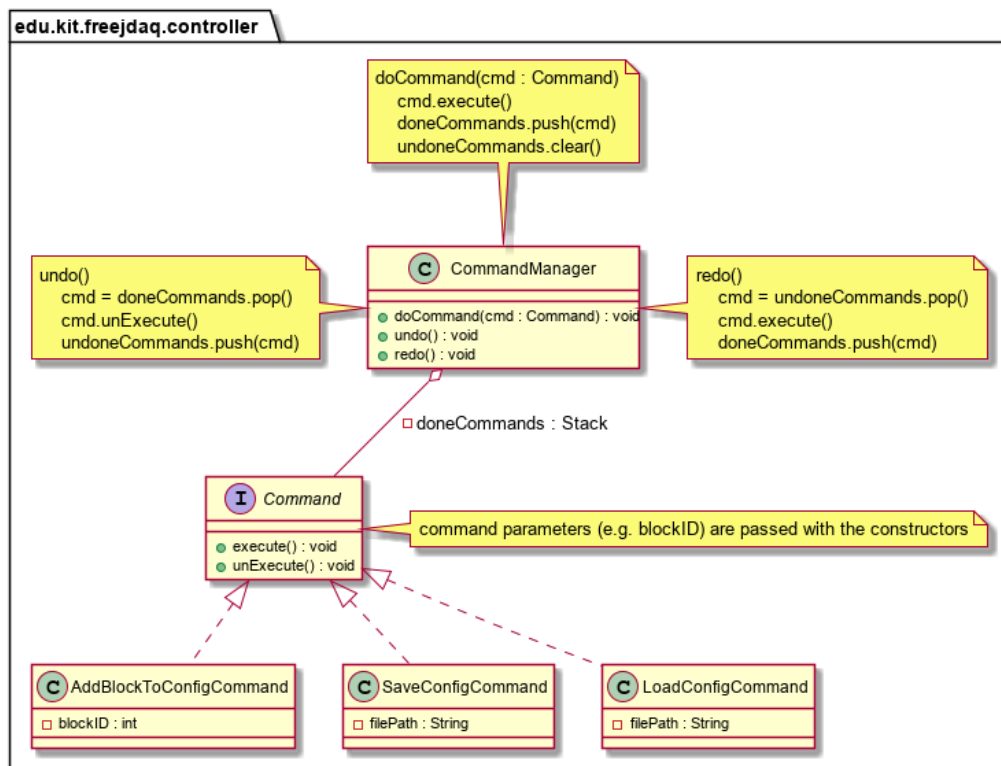 edu.kit.freejdaq.controller
doCommand(cmd : Command)
cmd.execute()
doneCommands.push(cmd)
undoneCommands.clear()
undo()
cmd = doneCommands.pop()
cmd.unExecute()
undoneCommands.push(cmd)
C CommandManager
doCommand(cmd : Command) : void
undo() : void
redo() : void
redo()
cmd = undoneCommands.pop()
cmd.execute()
doneCommands.push(cmd)
doneCommands : Stack
I Command
execute() : void
unExecute() : void
command parameters (e.g. blockID) are passed with the constructors
C AddBlockToConfigCommand
blockID : int
C SaveConfigCommand
filePath : String
C LoadConfigCommand
filePath : String